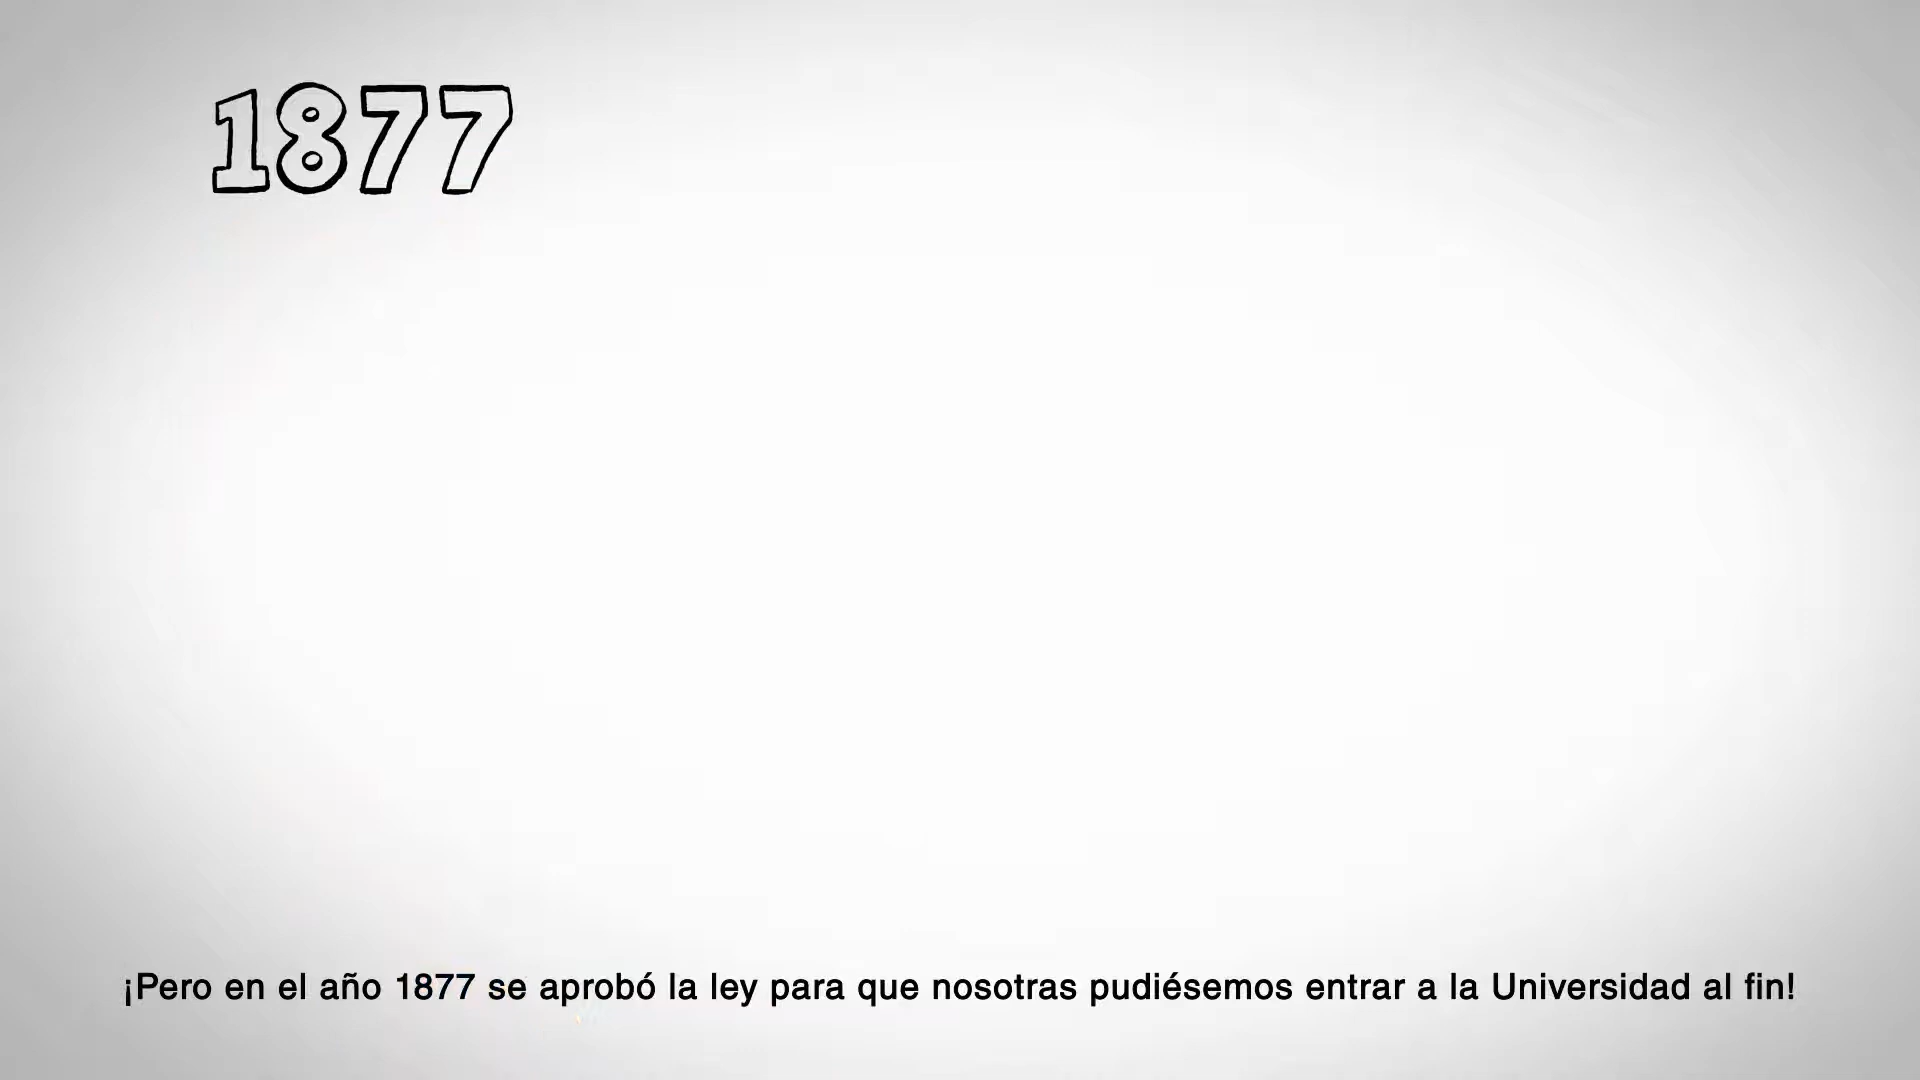 1877
¡Pero en el año 1877 se aprobó la ley para que nosotras pudiésemos entrar a la Universidad al fin!